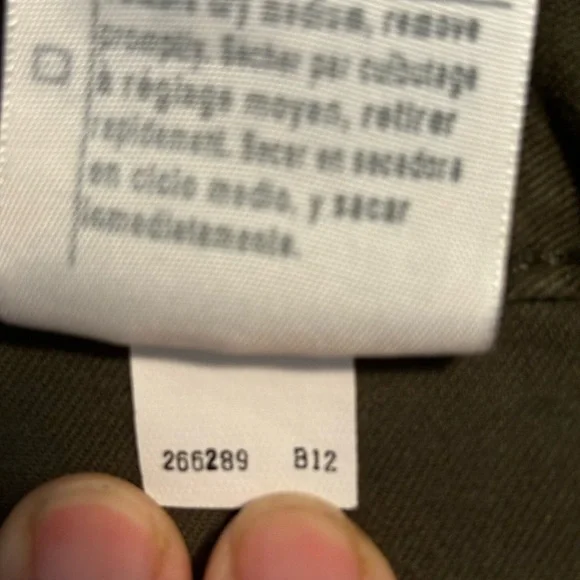 dry medium, remove
promptly. Sécher par culbutage
à réglage moyen, retirer
rapidement. Secar en secadora
en ciclo medio, y sacar
inmediatamente.
266289 B12